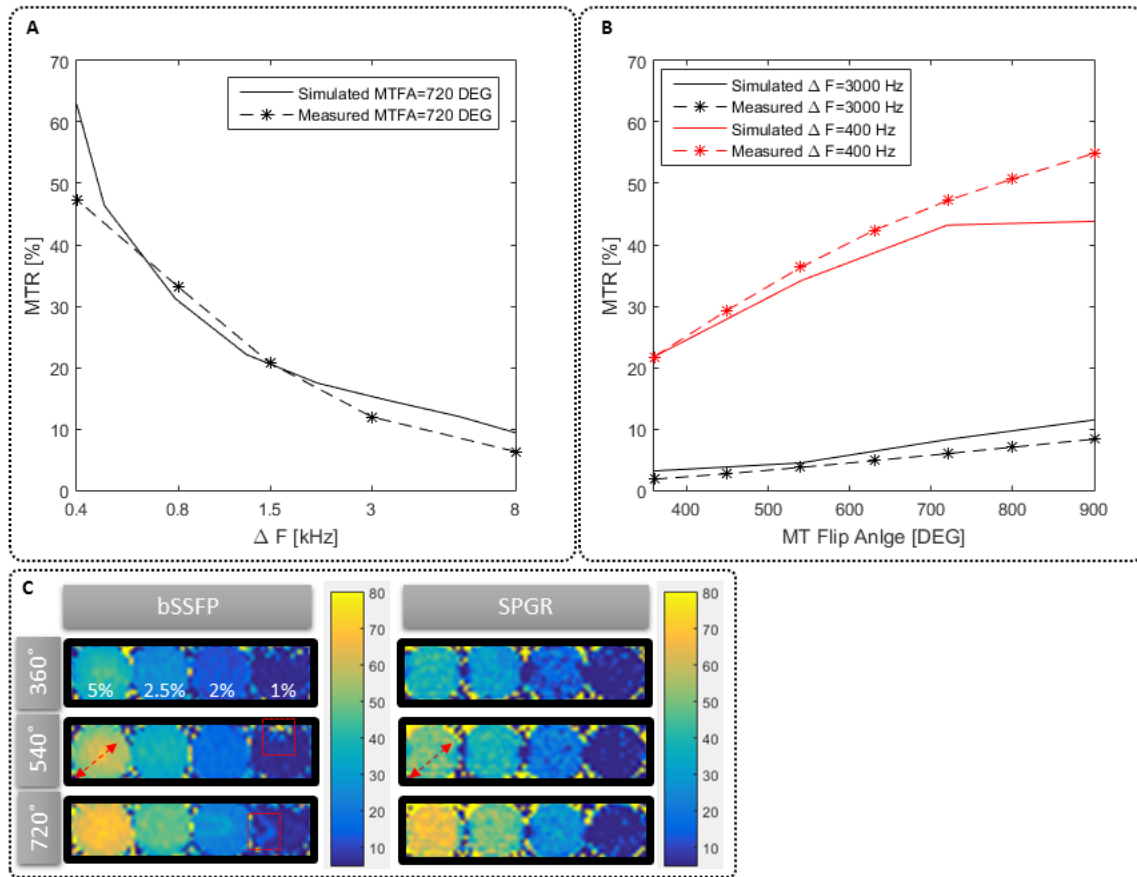 A
70
60
50
40
30
20
10
0
MTR [%]
0.4 0.8 1.5 3 8
Δ F [kHz]
Simulated MTFA=720 DEG
Measured MTFA=720 DEG
B
70
60
50
40
30
20
10
0
MTR [%]
400 500 600 700 800 900
MT Flip Anlge [DEG]
Simulated Δ F=3000 Hz
Measured Δ F=3000 Hz
Simulated Δ F=400 Hz
Measured Δ F=400 Hz
C
bSSFP
SPGR
360°
5% 2.5% 2% 1%
540°
720°
80
70
60
50
40
30
20
10
80
70
60
50
40
30
20
10